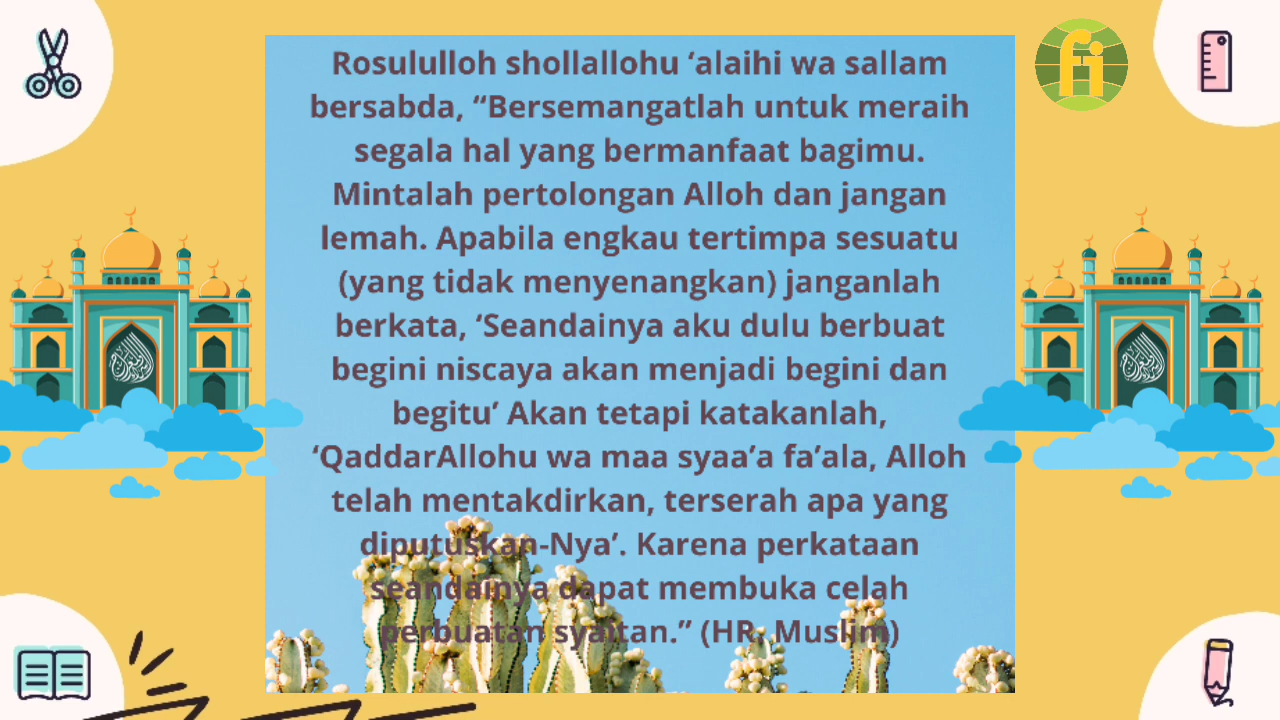 fi
Rosululloh shollallohu ‘alaihi wa sallam
bersabda, “Bersemangatlah untuk meraih
segala hal yang bermanfaat bagimu.
Mintalah pertolongan Alloh dan jangan
lemah. Apabila engkau tertimpa sesuatu
(yang tidak menyenangkan) janganlah
berkata, ‘Seandainya aku dulu berbuat
begini niscaya akan menjadi begini dan
begitu’ Akan tetapi katakanlah,
‘QaddarAllohu wa maa syaa’a fa’ala, Alloh
telah mentakdirkan, terserah apa yang
diputuskan-Nya’. Karena perkataan
seandainya dapat membuka celah
perbuatan syaitan.” (HR. Muslim)